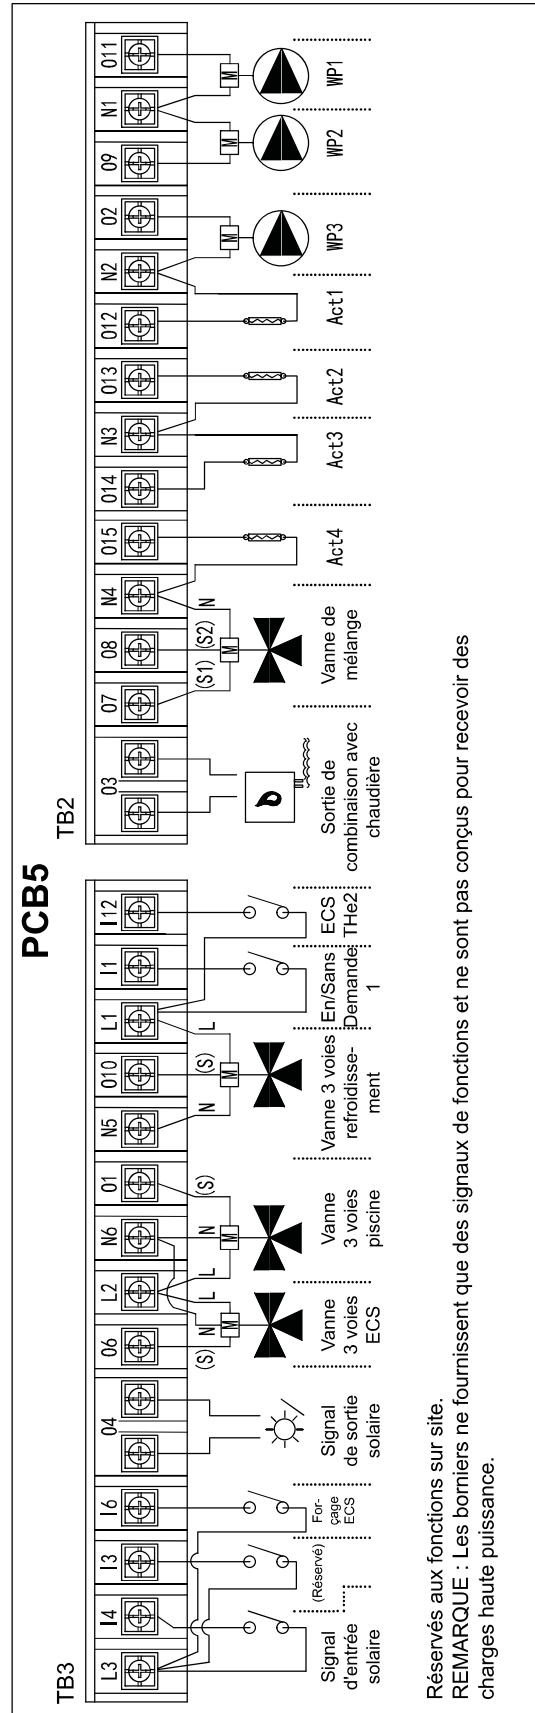 PCB5
TB3
L3 I4 I3 I6 O4 O6 L2 N6 O1 N5 O10 L1 I1 I12
(S) N L L N (S) N (S) L
M M M
Signal
d'entrée
solaire
(Réservé)
For-
çage
ECS
Signal
de sortie
solaire
Vanne
3 voies
ECS
Vanne
3 voies
piscine
Vanne 3 voies
refroidisse-
ment
En/Sans
Demande
1
ECS
THe2
TB2
O3 O7 O8 N4 O15 O14 N3 O13 O12 N2 O2 O9 N1 O11
(S1) (S2) N
M M M M
Sortie de
combinaison avec
chaudière
Vanne de
mélange
Act4
Act3
Act2
Act1
WP3
WP2
WP1
Réservés aux fonctions sur site.
REMARQUE : Les borniers ne fournissent que des signaux de fonctions et ne sont pas conçus pour recevoir des
charges haute puissance.